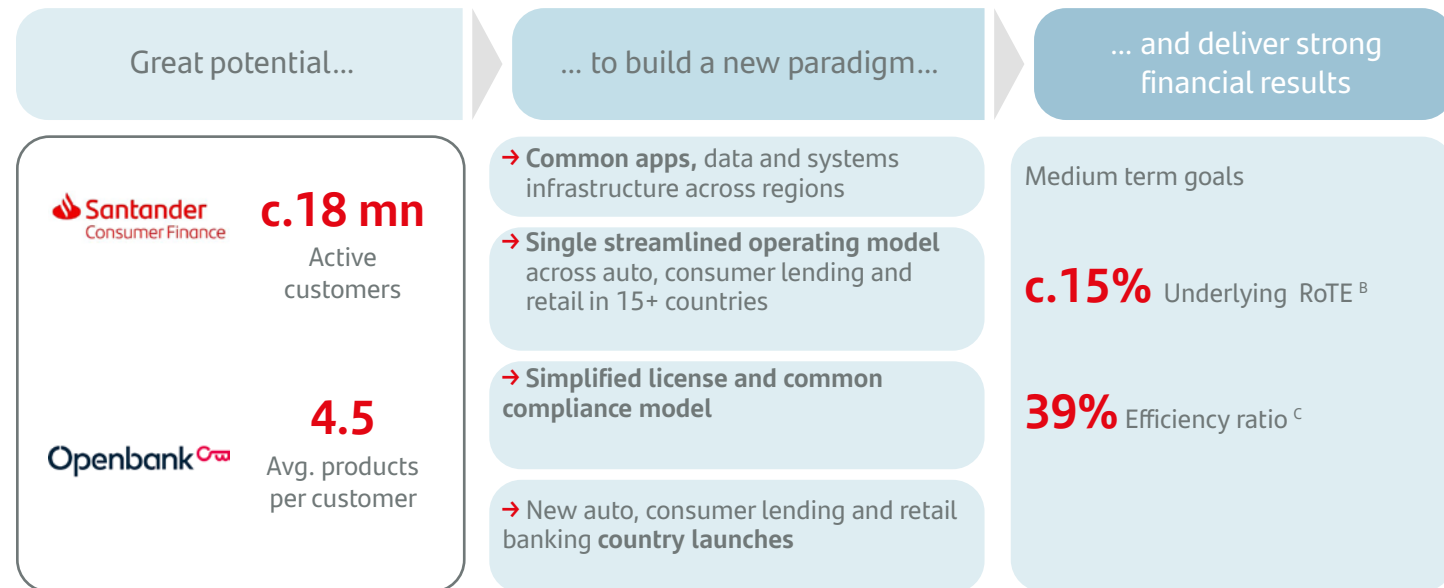 Great potential...
... to build a new paradigm...
... and deliver strong
financial results
Santander
Consumer Finance
c.18 mn
Active
customers
Openbank
4.5
Avg. products
per customer
→ Common apps, data and systems
infrastructure across regions
→ Single streamlined operating model
across auto, consumer lending and
retail in 15+ countries
→ Simplified license and common
compliance model
→ New auto, consumer lending and retail
banking country launches
Medium term goals
c.15% Underlying RoTE B
39% Efficiency ratio C